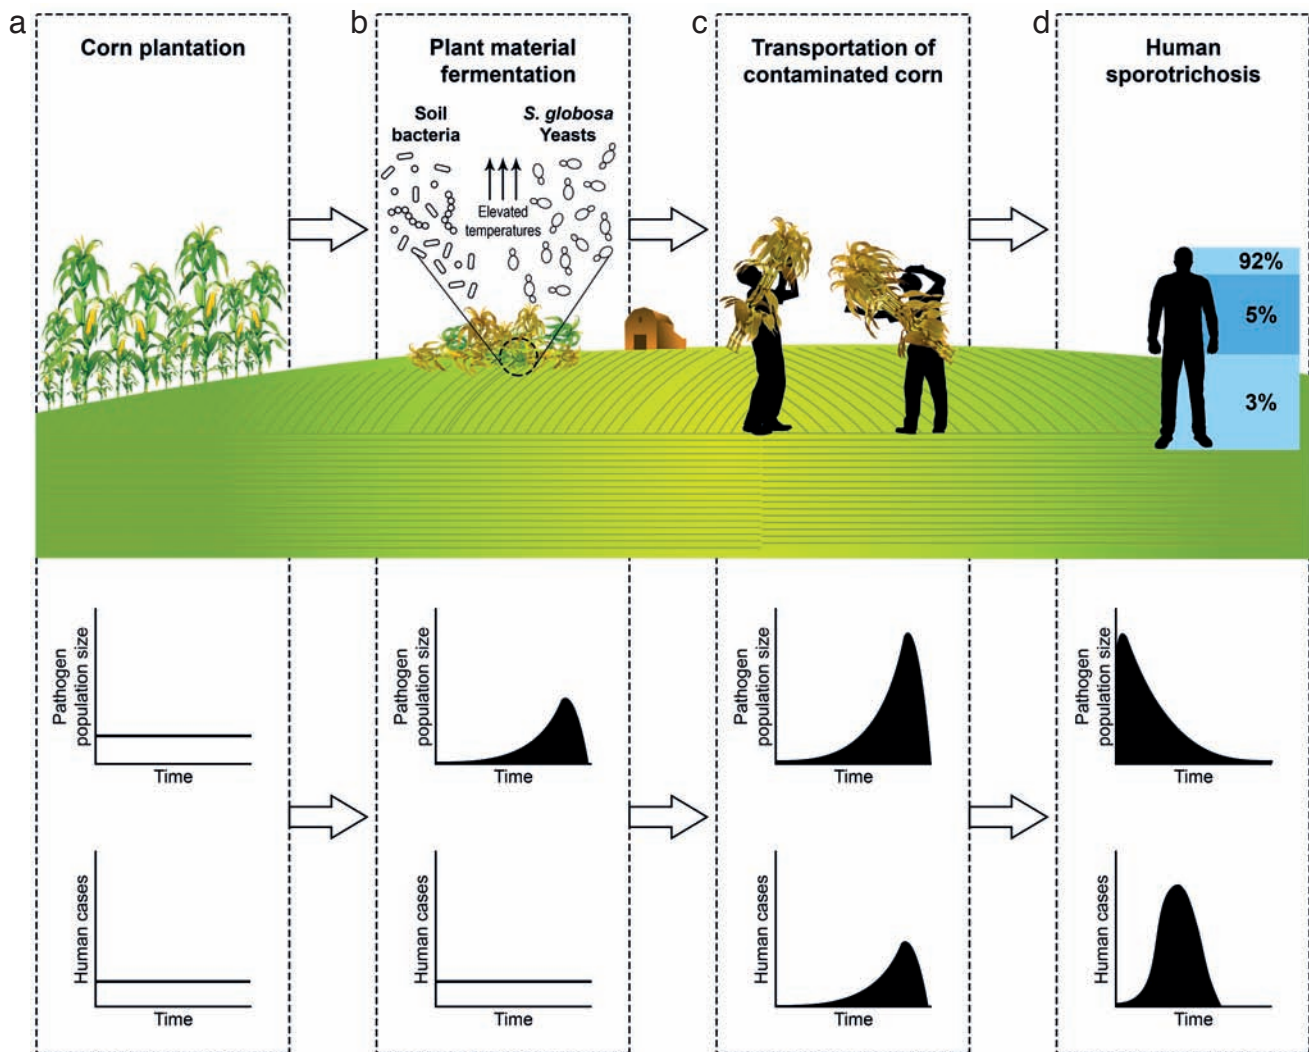 a
Corn plantation
b
Plant material
fermentation
Soil
bacteria
S. globosa
Yeasts
Elevated
temperatures
c
Transportation of
contaminated corn
d
Human
sporotrichosis
92%
5%
3%
Pathogen
population size
Time
Pathogen
population size
Time
Pathogen
population size
Time
Pathogen
population size
Time
Human cases
Time
Human cases
Time
Human cases
Time
Human cases
Time